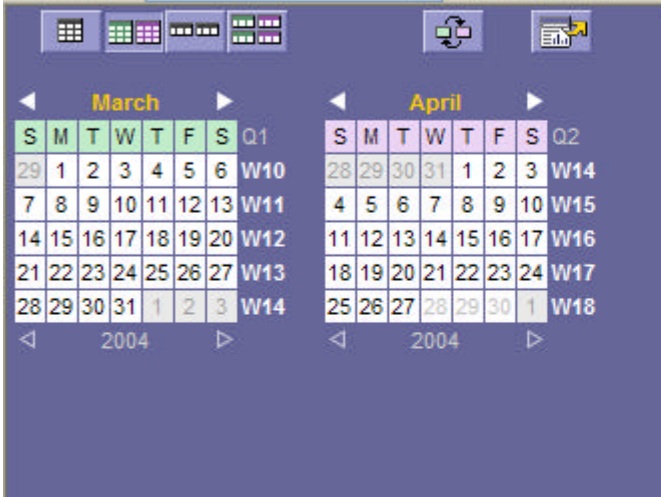 March
S M T W T F S Q1
29 1 2 3 4 5 6 W10
7 8 9 10 11 12 13 W11
14 15 16 17 18 19 20 W12
21 22 23 24 25 26 27 W13
28 29 30 31 1 2 3 W14
2004
April
S M T W T F S Q2
28 29 30 31 1 2 3 W14
4 5 6 7 8 9 10 W15
11 12 13 14 15 16 17 W16
18 19 20 21 22 23 24 W17
25 26 27 28 29 30 1 W18
2004